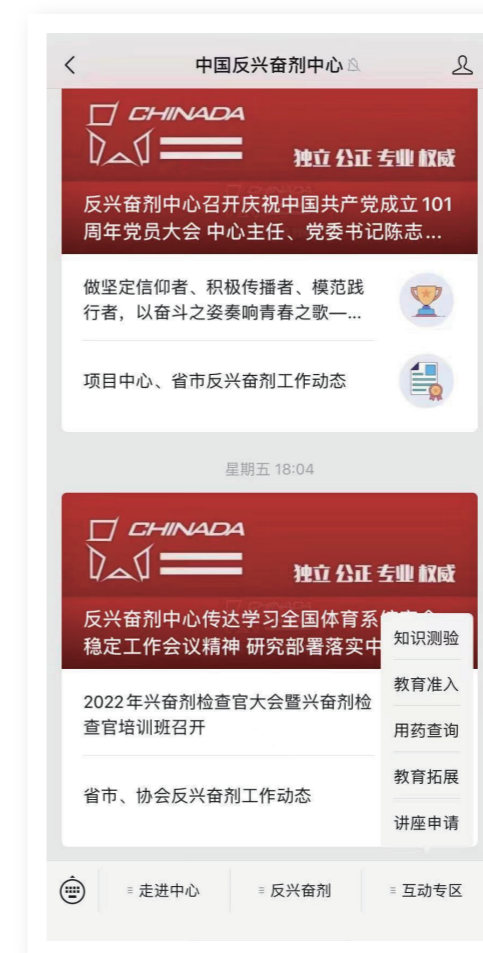 中国反兴奋剂中心
CHINADA
独立 公正 专业 权威
反兴奋剂中心召开庆祝中国共产党成立101
周年党员大会 中心主任、党委书记陈志...
做坚定信仰者、积极传播者、模范践
行者，以奋斗之姿奏响青春之歌—...
项目中心、省市反兴奋剂工作动态
星期五 18:04
CHINADA
独立 公正 专业 权威
反兴奋剂中心传达学习全国体育系
稳定工作会议精神 研究部署落实中
2022年兴奋剂检查官大会暨兴奋剂检
查官培训班召开
省市、协会反兴奋剂工作动态
知识测验
教育准入
用药查询
教育拓展
讲座申请
走进中心
反兴奋剂
互动专区